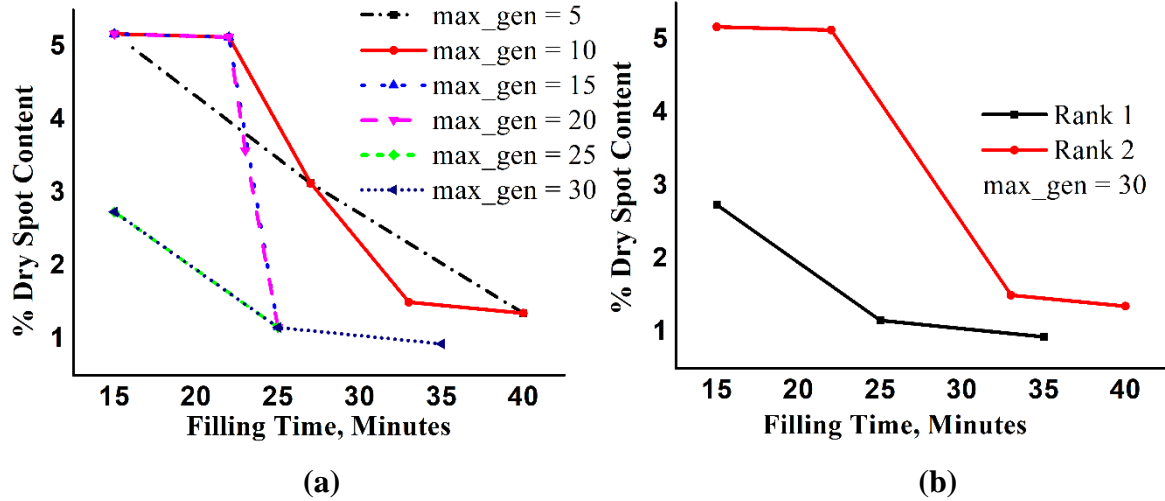 % Dry Spot Content
5
4
3
2
1
15 20 25 30 35 40
Filling Time, Minutes
max_gen = 5
max_gen = 10
max_gen = 15
max_gen = 20
max_gen = 25
max_gen = 30
(a)
% Dry Spot Content
5
4
3
2
1
15 20 25 30 35 40
Filling Time, Minutes
Rank 1
Rank 2
max_gen = 30
(b)